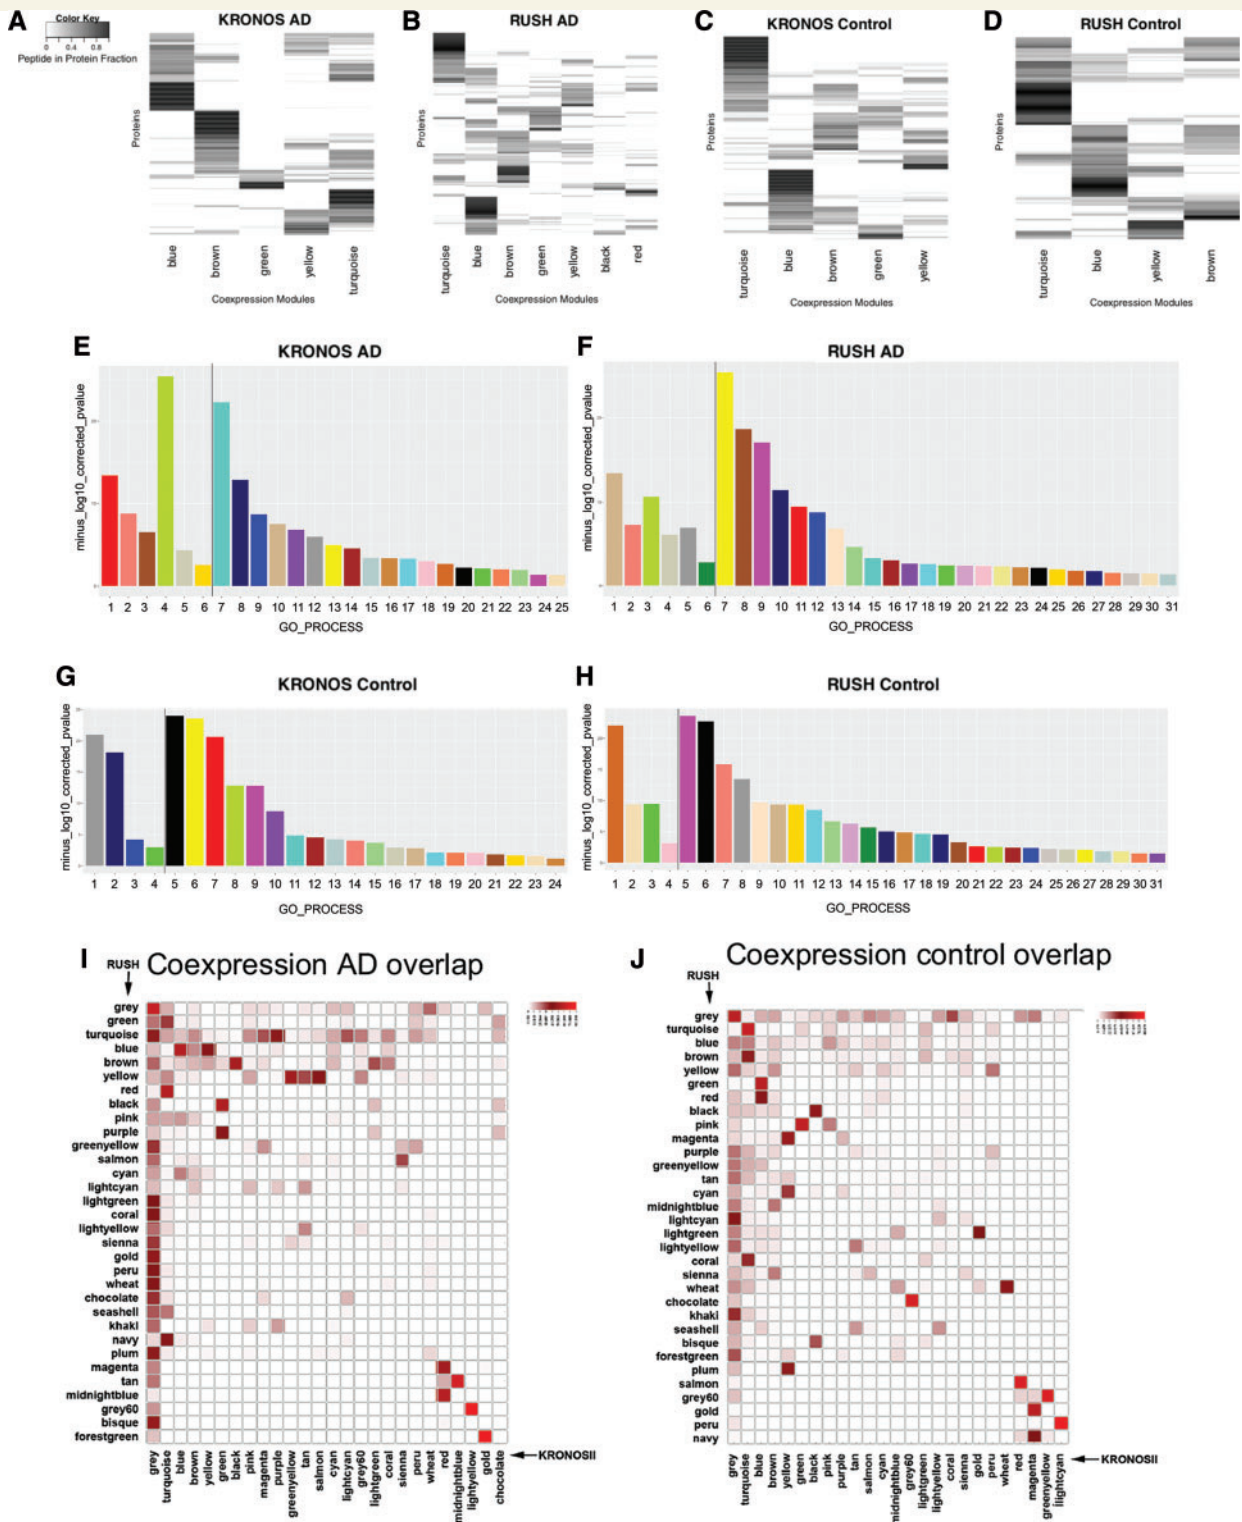 A
Color Key
0 0.4 0.8
Peptide in Protein Fraction
KRONOS AD
Proteins
blue
brown
green
yellow
turquoise
Coexpression Modules
B
RUSH AD
Proteins
turquoise
blue
brown
green
yellow
black
red
Coexpression Modules
C
KRONOS Control
Proteins
turquoise
blue
brown
green
yellow
Coexpression Modules
D
RUSH Control
Proteins
turquoise
blue
yellow
brown
Coexpression Modules
E
KRONOS AD
minus_log10_corrected_pvalue
1 2 3 4 5 6 7 8 9 10 11 12 13 14 15 16 17 18 19 20 21 22 23 24 25
GO_PROCESS
F
RUSH AD
minus_log10_corrected_pvalue
1 2 3 4 5 6 7 8 9 10 11 12 13 14 15 16 17 18 19 20 21 22 23 24 25 26 27 28 29 30 31
GO_PROCESS
G
KRONOS Control
minus_log10_corrected_pvalue
1 2 3 4 5 6 7 8 9 10 11 12 13 14 15 16 17 18 19 20 21 22 23 24
GO_PROCESS
H
RUSH Control
minus_log10_corrected_pvalue
1 2 3 4 5 6 7 8 9 10 11 12 13 14 15 16 17 18 19 20 21 22 23 24 25 26 27 28 29 30 31
GO_PROCESS
I
RUSH
Coexpression AD overlap
grey
green
turquoise
blue
brown
yellow
red
black
pink
purple
greenyellow
salmon
cyan
lightcyan
lightgreen
coral
lightyellow
sienna
gold
peru
wheat
chocolate
seashell
khaki
navy
plum
magenta
tan
midnightblue
grey60
bisque
forestgreen
grey
turquoise
blue
brown
yellow
green
black
pink
magenta
purple
greenyellow
tan
salmon
cyan
lightcyan
grey60
lightgreen
coral
sienna
peru
wheat
red
midnightblue
lightyellow
gold
chocolate
KRONOSII
J
Coexpression control overlap
RUSH
grey
turquoise
blue
brown
yellow
green
red
black
pink
magenta
purple
greenyellow
tan
cyan
midnightblue
lightcyan
lightgreen
lightyellow
coral
sienna
wheat
chocolate
khaki
seashell
bisque
forestgreen
plum
salmon
grey60
gold
peru
navy
grey
turquoise
blue
brown
yellow
green
black
pink
purple
tan
salmon
cyan
midnightblue
grey60
lightgreen
lightyellow
coral
sienna
gold
peru
wheat
red
magenta
greenyellow
lightcyan
KRONOSII